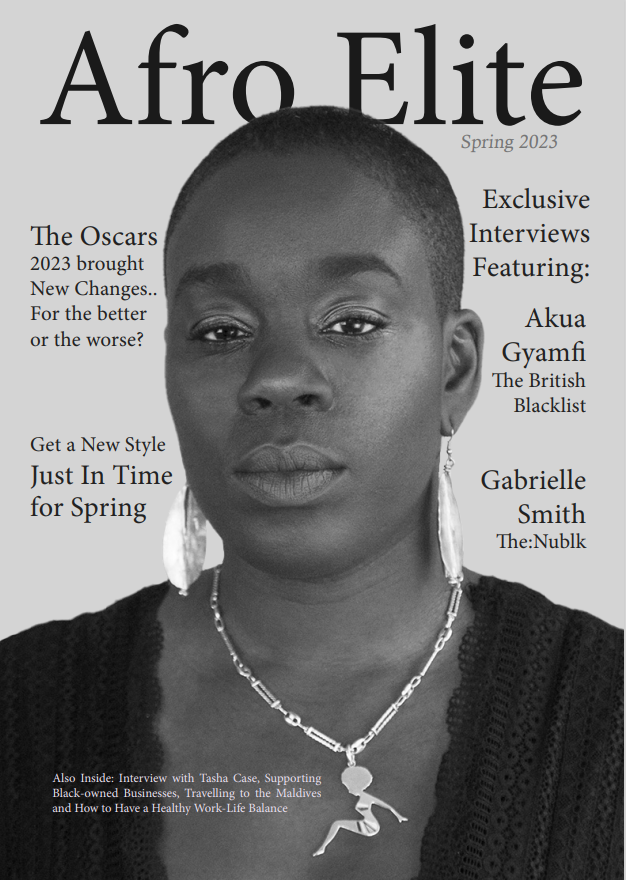 Afro Elite
Spring 2023
The Oscars
2023 brought
New Changes..
For the better
or the worse?
Get a New Style
Just In Time
for Spring
Exclusive
Interviews
Featuring:
Akua
Gyamfi
The British
Blacklist
Gabrielle
Smith
The:Nublk
Also Inside: Interview with Tasha Case, Supporting
Black-owned Businesses, Travelling to the Maldives
and How to Have a Healthy Work-Life Balance